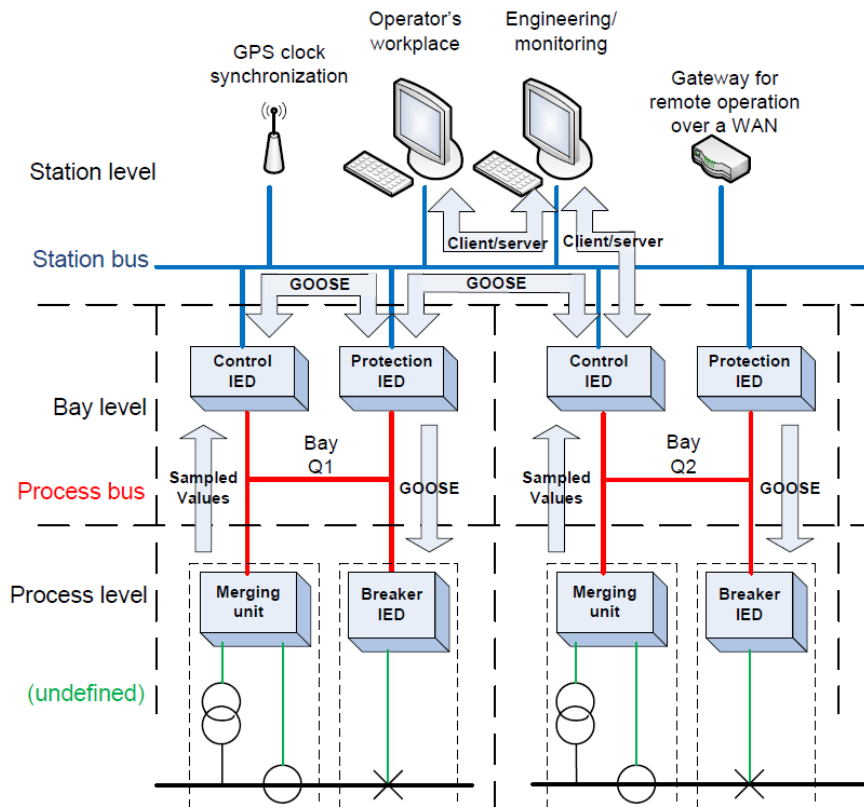 Operator's
workplace
Engineering/
monitoring
GPS clock
synchronization
Gateway for
remote operation
over a WAN
Station level
Client/server
Client/server
Station bus
GOOSE
GOOSE
Control
IED
Protection
IED
Control
IED
Protection
IED
Bay level
Bay
Q1
Bay
Q2
Sampled
Values
GOOSE
Sampled
Values
GOOSE
Process bus
Process level
Merging
unit
Breaker
IED
Merging
unit
Breaker
IED
(undefined)